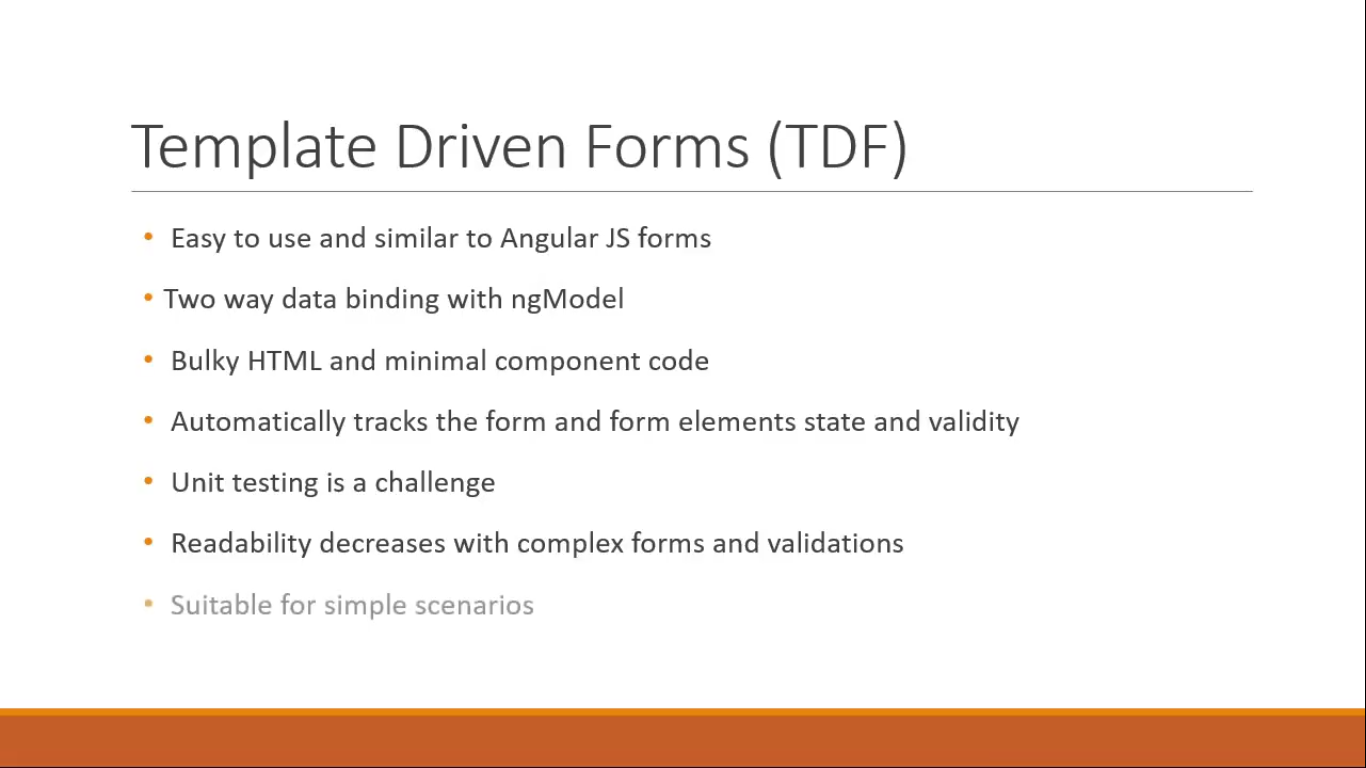 Template Driven Forms (TDF)
• Easy to use and similar to Angular JS forms
• Two way data binding with ngModel
• Bulky HTML and minimal component code
• Automatically tracks the form and form elements state and validity
• Unit testing is a challenge
• Readability decreases with complex forms and validations
• Suitable for simple scenarios